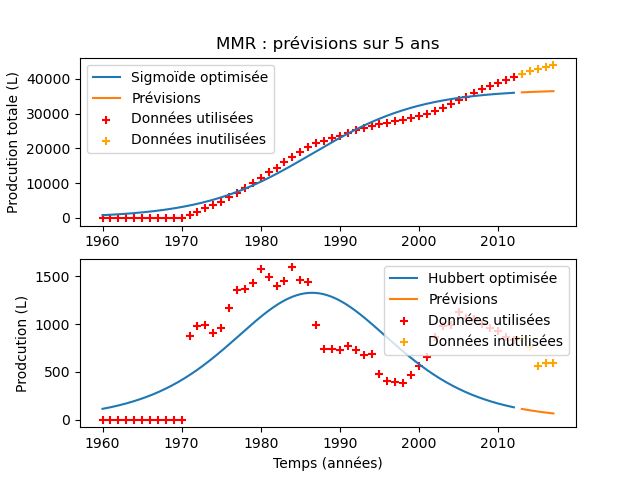 MMR : prévisions sur 5 ans
Prodcution totale (L)
40000
30000
20000
10000
0
Sigmoïde optimisée
Prévisions
Données utilisées
Données inutilisées
1960
1970
1980
1990
2000
2010
Prodcution (L)
1500
1000
500
0
Hubbert optimisée
Prévisions
Données utilisées
Données inutilisées
1960
1970
1980
1990
2000
2010
Temps (années)